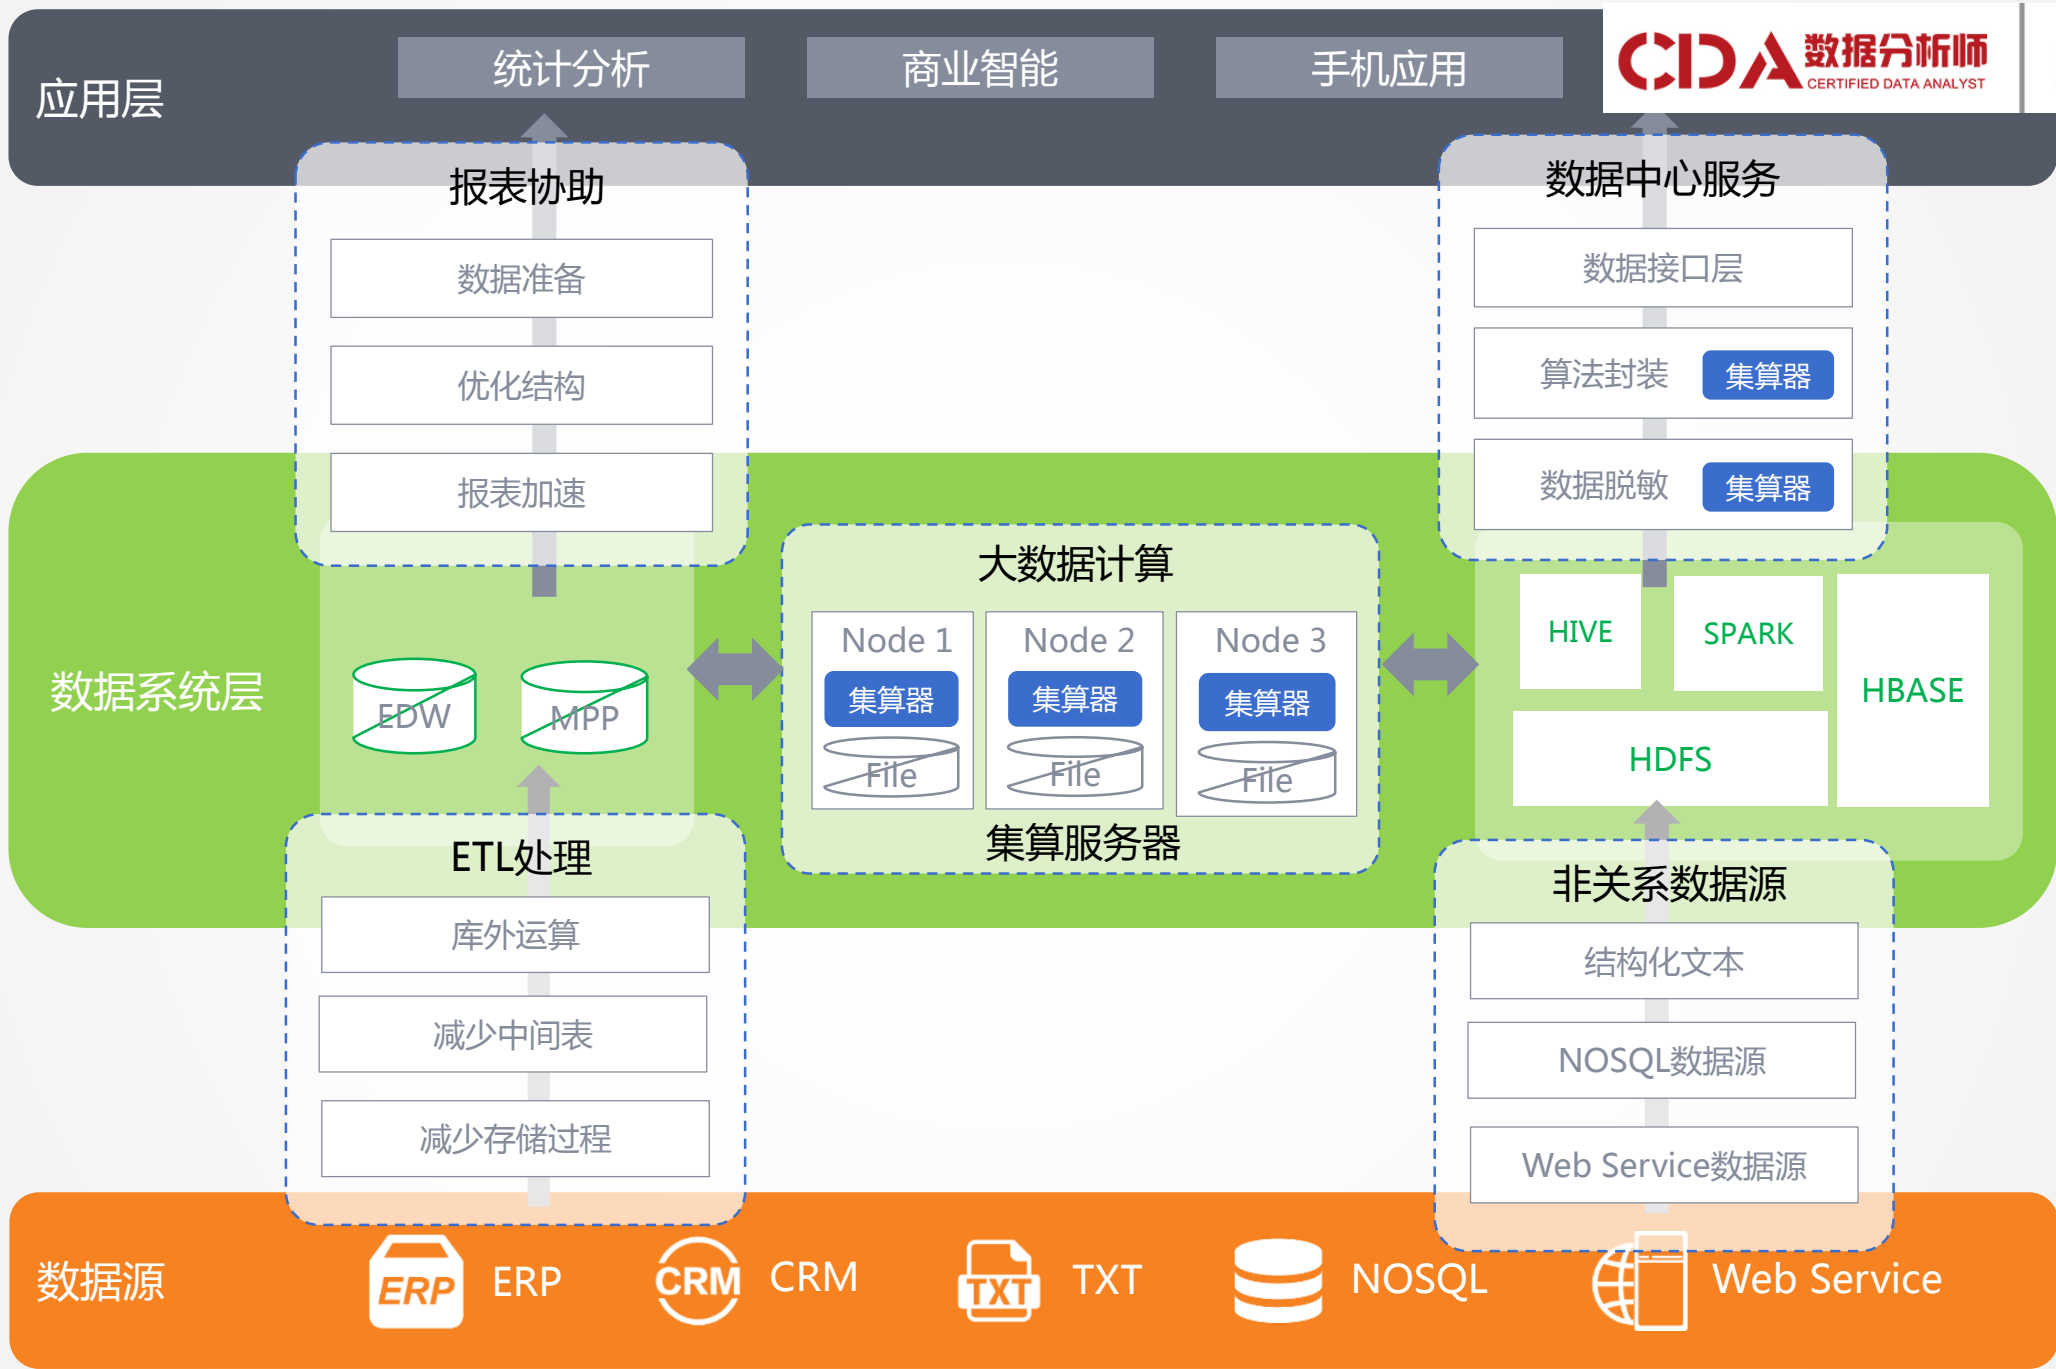 应用层
统计分析
商业智能
手机应用
CDA 数据分析师
CERTIFIED DATA ANALYST
报表协助
数据准备
优化结构
报表加速
数据中心服务
数据接口层
算法封装
集算器
数据脱敏
集算器
数据系统层
EDW
MPP
大数据计算
Node 1
集算器
File
Node 2
集算器
File
Node 3
集算器
File
集算服务器
HIVE
SPARK
HBASE
HDFS
ETL处理
库外运算
减少中间表
减少存储过程
非关系数据源
结构化文本
NOSQL数据源
Web Service数据源
数据源
ERP
ERP
CRM
CRM
TXT
TXT
NOSQL
Web Service